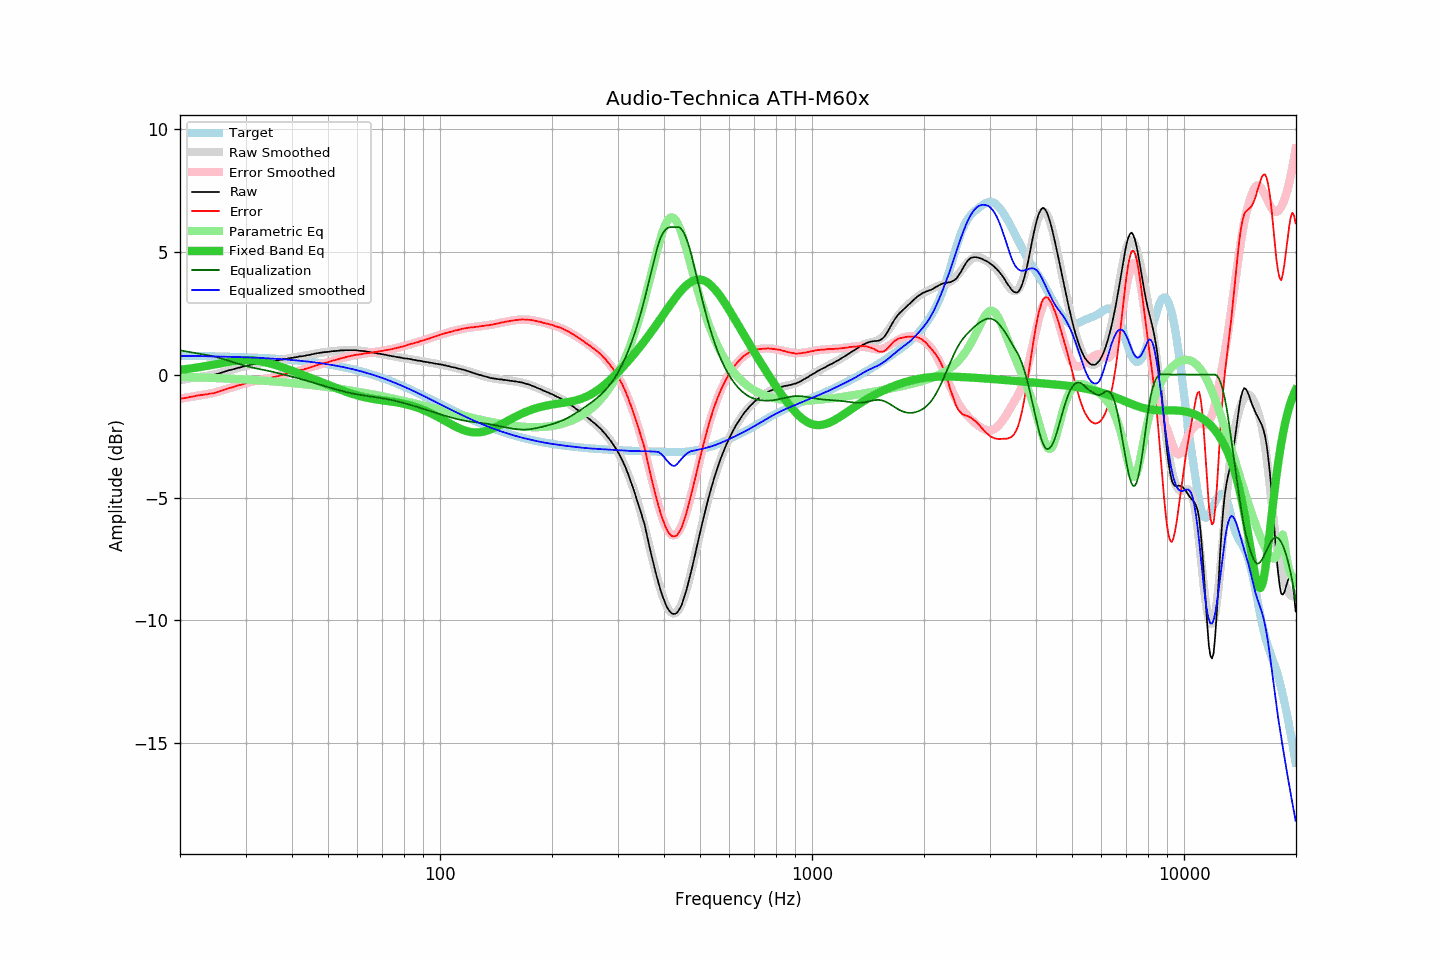 Audio-Technica ATH-M60x
Target
Raw Smoothed
Error Smoothed
Raw
Error
Parametric Eq
Fixed Band Eq
Equalization
Equalized smoothed
10
5
0
−5
−10
−15
Amplitude (dBr)
100
1000
10000
Frequency (Hz)